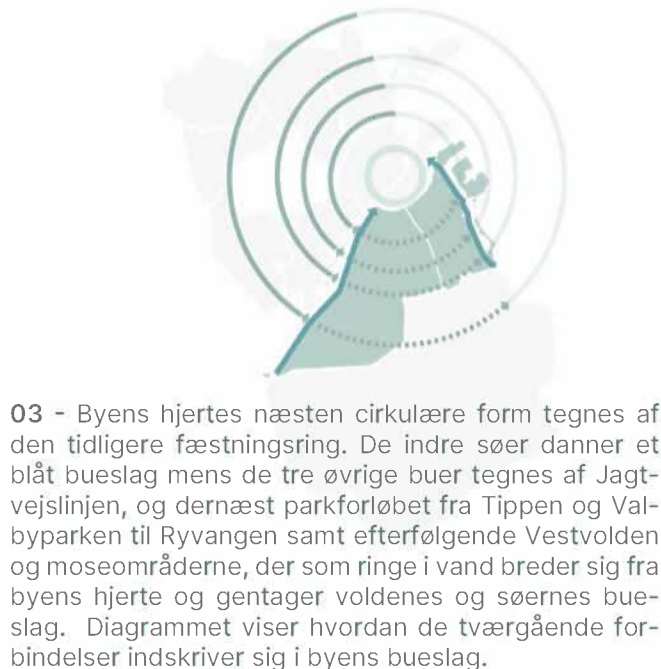 03 - Byens hjertes næsten cirkulære form tegnes af
den tidligere fæstningsring. De indre søer danner et
blåt bueslag mens de tre øvrige buer tegnes af Jagt-
vejslinjen, og dernæst parkforløbet fra Tippen og Val-
byparken til Ryvangen samt efterfølgende Vestvolden
og moseområderne, der som ringe i vand breder sig fra
byens hjerte og gentager voldenes og søernes bue-
slag. Diagrammet viser hvordan de tværgående for-
bindelser indskriver sig i byens bueslag.